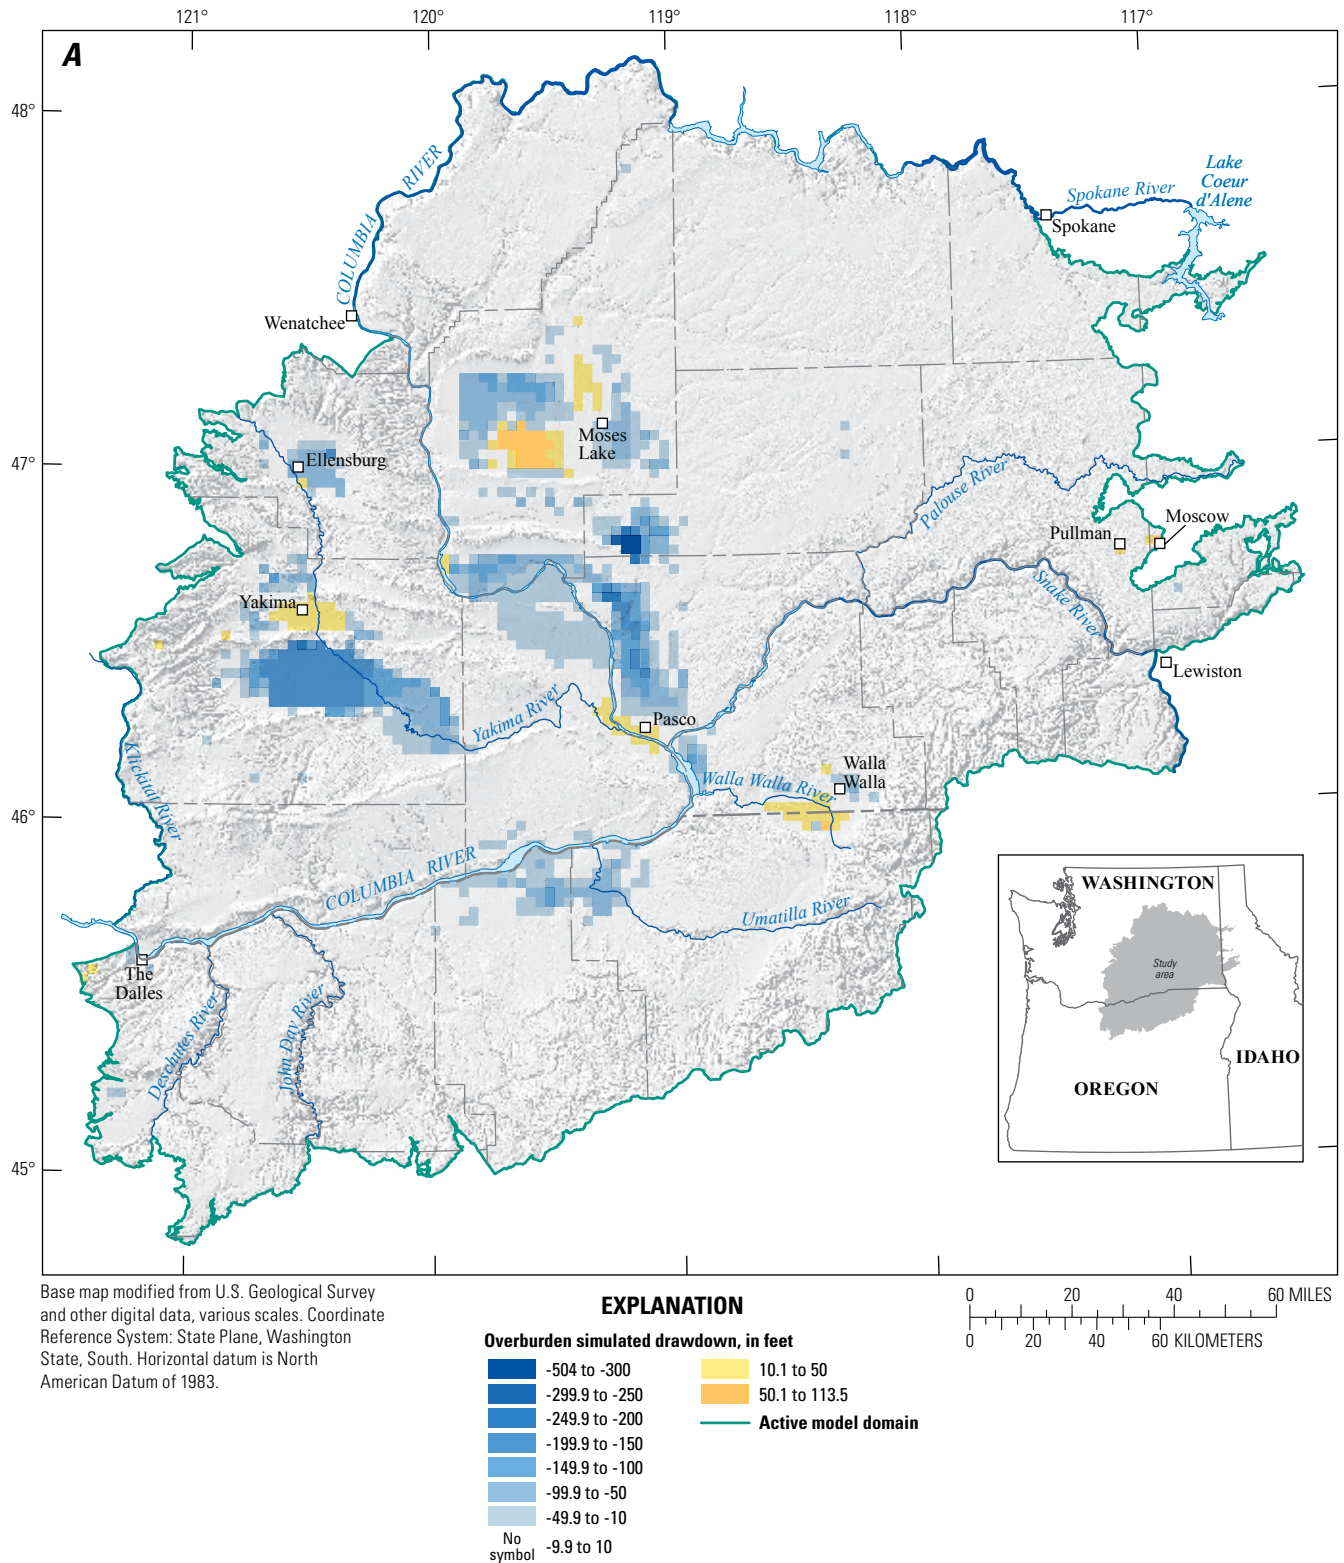 121° 120° 119° 118° 117°
A
48°
47°
46°
45°
COLUMBIA RIVER
Lake
Coeur
d'Alene
Spokane River
Spokane
Wenatchee
Moses
Lake
Ellensburg
Palouse River
Pullman
Moscow
Snake River
Yakima
Lewiston
Yakima River
Pasco
Klickitat River
Walla
Walla
Walla Walla River
COLUMBIA RIVER
Umatilla River
The
Dalles
Deschutes River
John Day River
WASHINGTON
Study
area
IDAHO
OREGON
Base map modified from U.S. Geological Survey
and other digital data, various scales. Coordinate
Reference System: State Plane, Washington
State, South. Horizontal datum is North
American Datum of 1983.
EXPLANATION
Overburden simulated drawdown, in feet
-504 to -300
-299.9 to -250
-249.9 to -200
-199.9 to -150
-149.9 to -100
-99.9 to -50
-49.9 to -10
No
symbol
-9.9 to 10
10.1 to 50
50.1 to 113.5
Active model domain
0 20 40 60 MILES
0 20 40 60 KILOMETERS